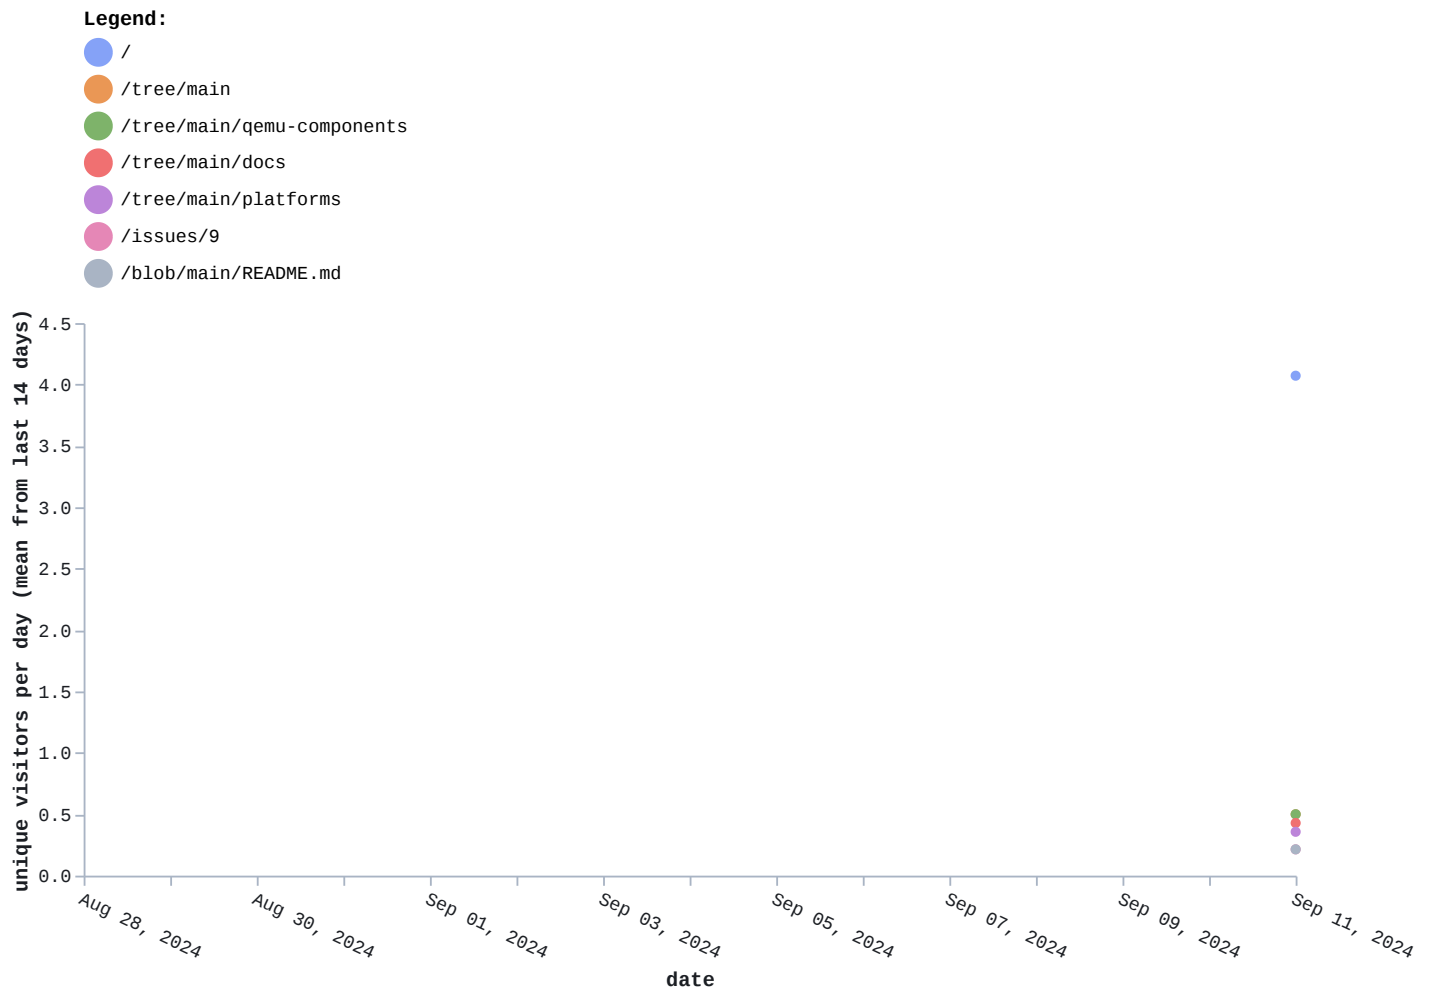 Legend:
/
/tree/main
/tree/main/qemu-components
/tree/main/docs
/tree/main/platforms
/issues/9
/blob/main/README.md
unique visitors per day (mean from last 14 days)
4.5
4.0
3.5
3.0
2.5
2.0
1.5
1.0
0.5
0.0
Aug 28, 2024
Aug 30, 2024
Sep 01, 2024
Sep 03, 2024
Sep 05, 2024
Sep 07, 2024
Sep 09, 2024
Sep 11, 2024
date